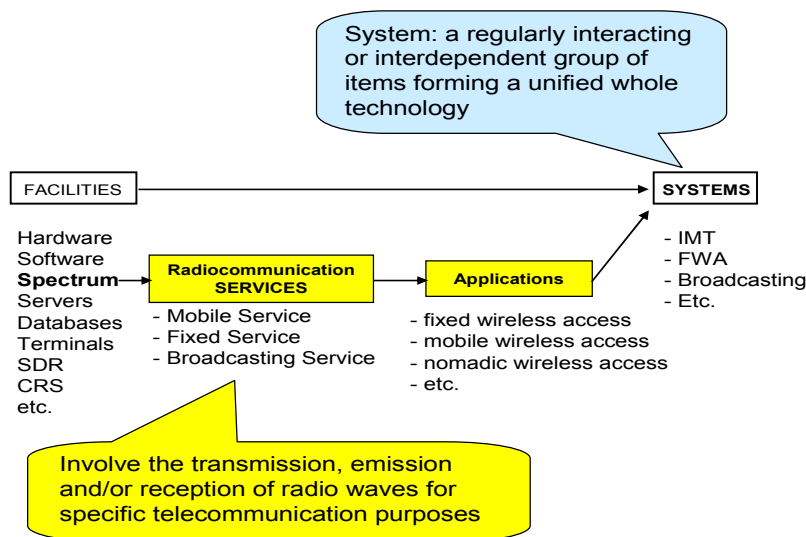 System: a regularly interacting
or interdependent group of
items forming a unified whole
technology
FACILITIES
SYSTEMS
Hardware
Software
Spectrum
Servers
Databases
Terminals
SDR
CRS
etc.
Radiocommunication
SERVICES
- Mobile Service
- Fixed Service
- Broadcasting Service
Applications
- fixed wireless access
- mobile wireless access
- nomadic wireless access
- etc.
- IMT
- FWA
- Broadcasting
- Etc.
Involve the transmission, emission
and/or reception of radio waves for
specific telecommunication purposes